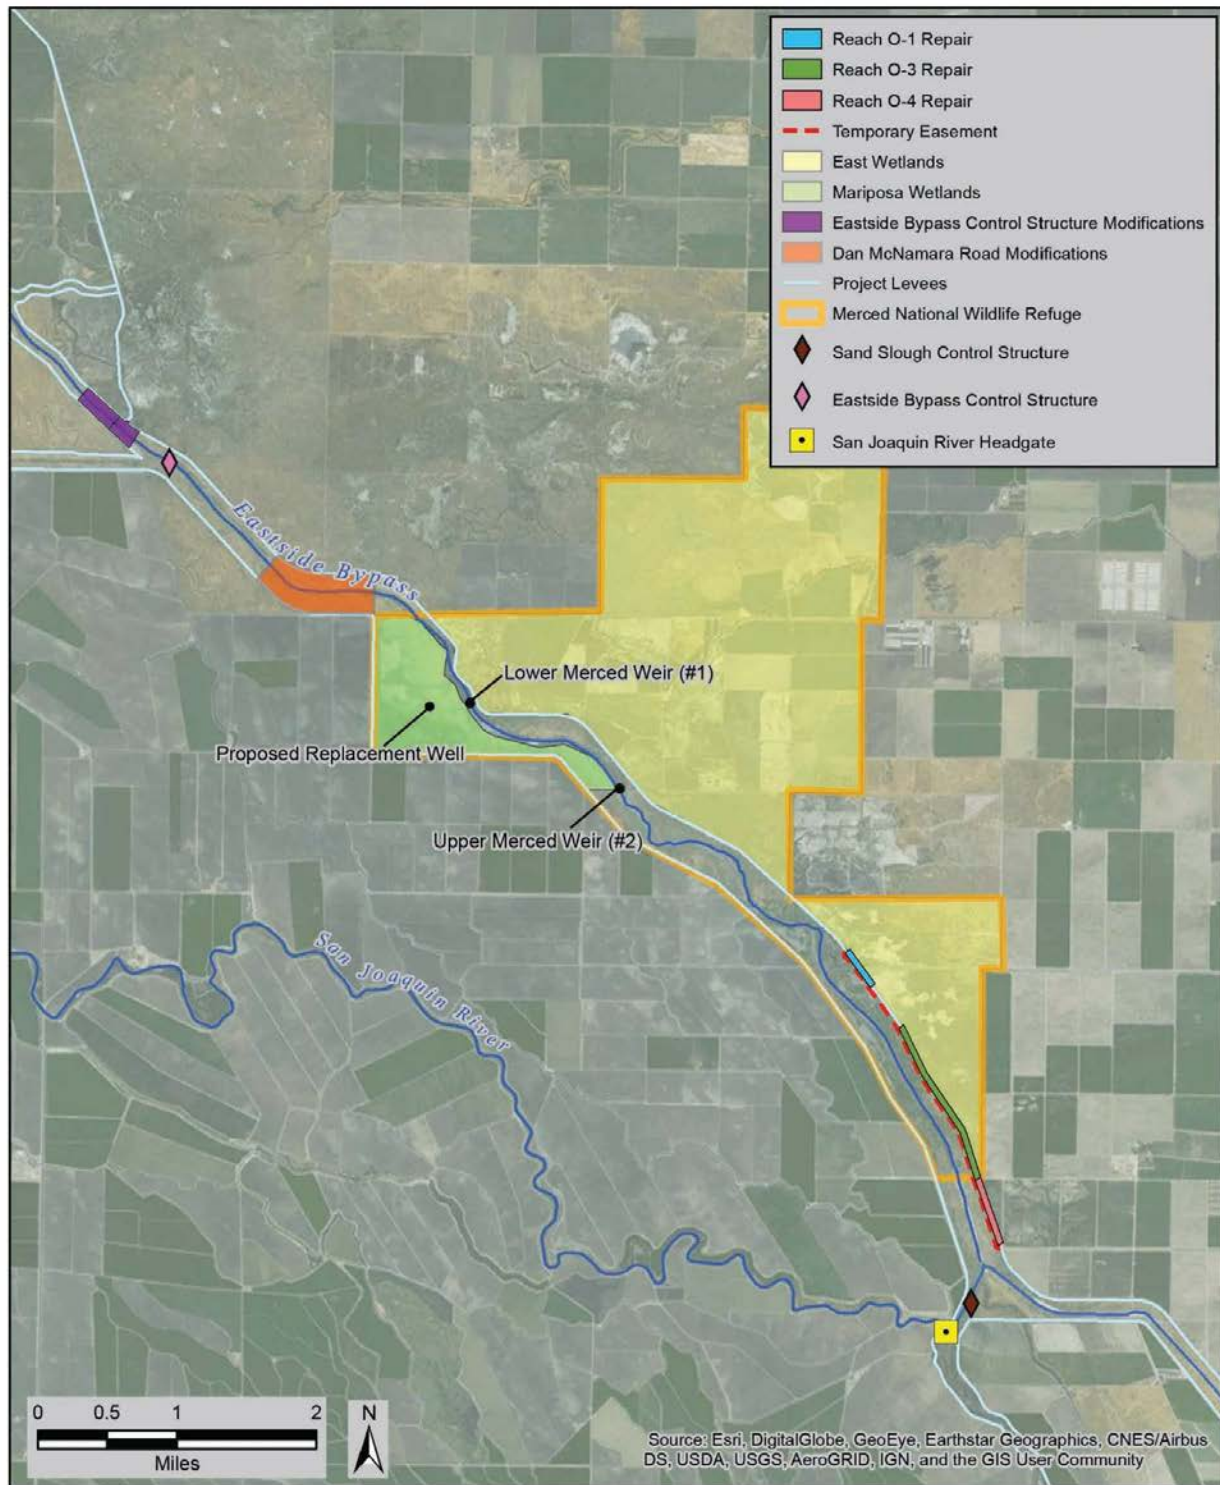 Reach O-1 Repair
Reach O-3 Repair
Reach O-4 Repair
Temporary Easement
East Wetlands
Mariposa Wetlands
Eastside Bypass Control Structure Modifications
Dan McNamara Road Modifications
Project Levees
Merced National Wildlife Refuge
Sand Slough Control Structure
Eastside Bypass Control Structure
San Joaquin River Headgate
Eastside Bypass
Lower Merced Weir (#1)
Proposed Replacement Well
Upper Merced Weir (#2)
San Joaquin River
0 0.5 1 2
Miles
N
Source: Esri, DigitalGlobe, GeoEye, Earthstar Geographics, CNES/Airbus
DS, USDA, USGS, AeroGRID, IGN, and the GIS User Community